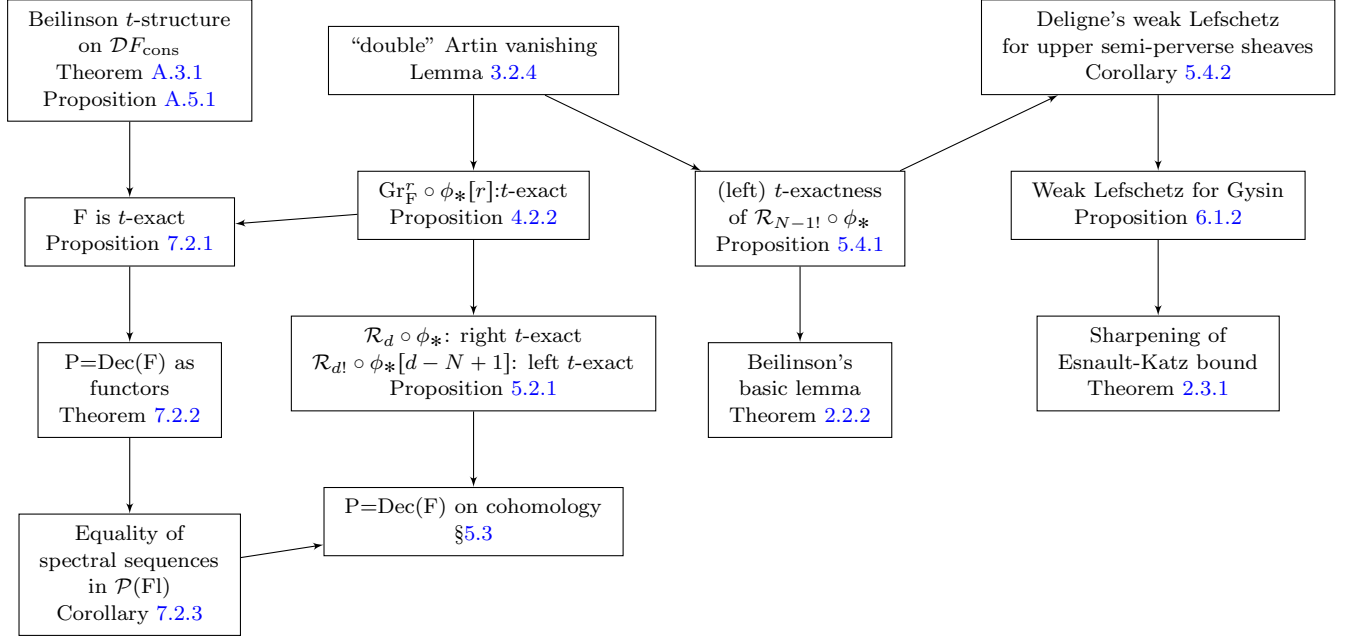 Beilinson t-structure
on 𝒟F_cons
Theorem A.3.1
Proposition A.5.1
“double” Artin vanishing
Lemma 3.2.4
Deligne’s weak Lefschetz
for upper semi-perverse sheaves
Corollary 5.4.2
F is t-exact
Proposition 7.2.1
Gr_F^r ∘ ϕ_*[r]:t-exact
Proposition 4.2.2
(left) t-exactness
of ℛ_{N−1!} ∘ ϕ_*
Proposition 5.4.1
Weak Lefschetz for Gysin
Proposition 6.1.2
P=Dec(F) as
functors
Theorem 7.2.2
ℛ_d ∘ ϕ_*: right t-exact
ℛ_{d!} ∘ ϕ_*[d − N + 1]: left t-exact
Proposition 5.2.1
Beilinson’s
basic lemma
Theorem 2.2.2
Sharpening of
Esnault-Katz bound
Theorem 2.3.1
Equality of
spectral sequences
in 𝒫(Fl)
Corollary 7.2.3
P=Dec(F) on cohomology
§5.3